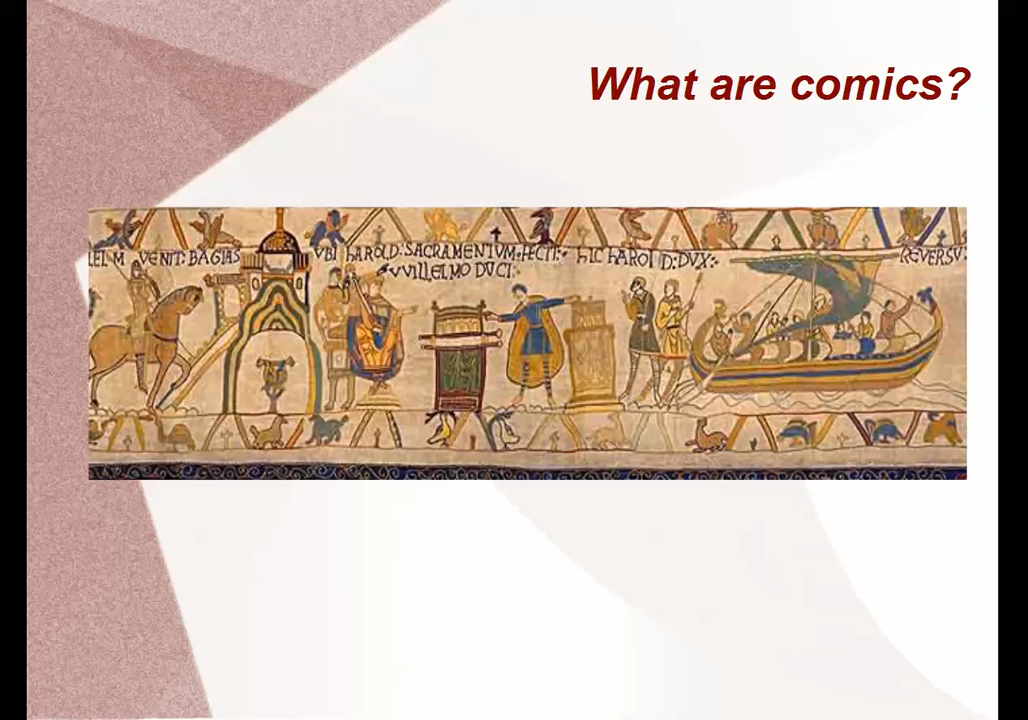 What are comics?
VENIT: BAGIAS VBI hAROLD: SACRAMENTVM: FECIT: hIC hAROLD: DVX: REVERSV:
VVILLELMO DVCI: